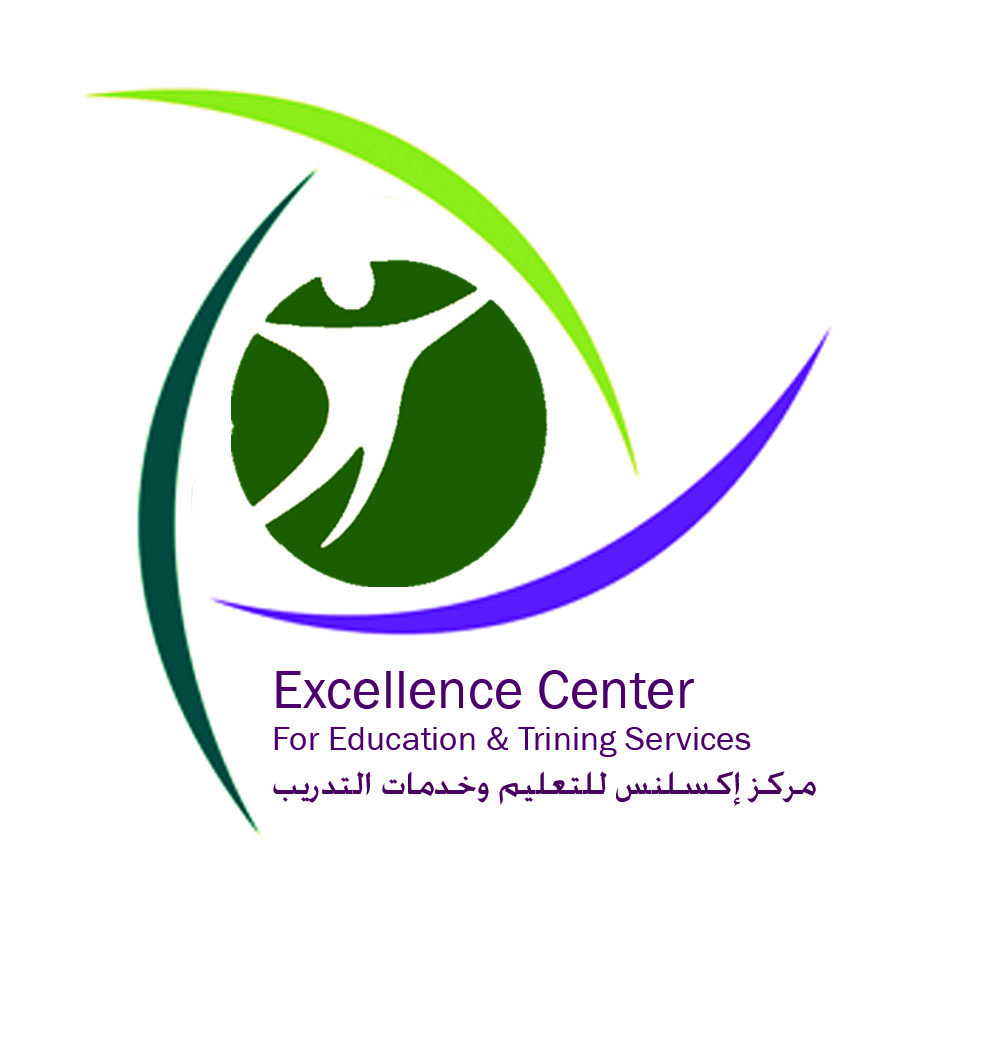 Excellence Center
For Education & Trining Services
مركز إكسلنس للتعليم وخدمات التدريب